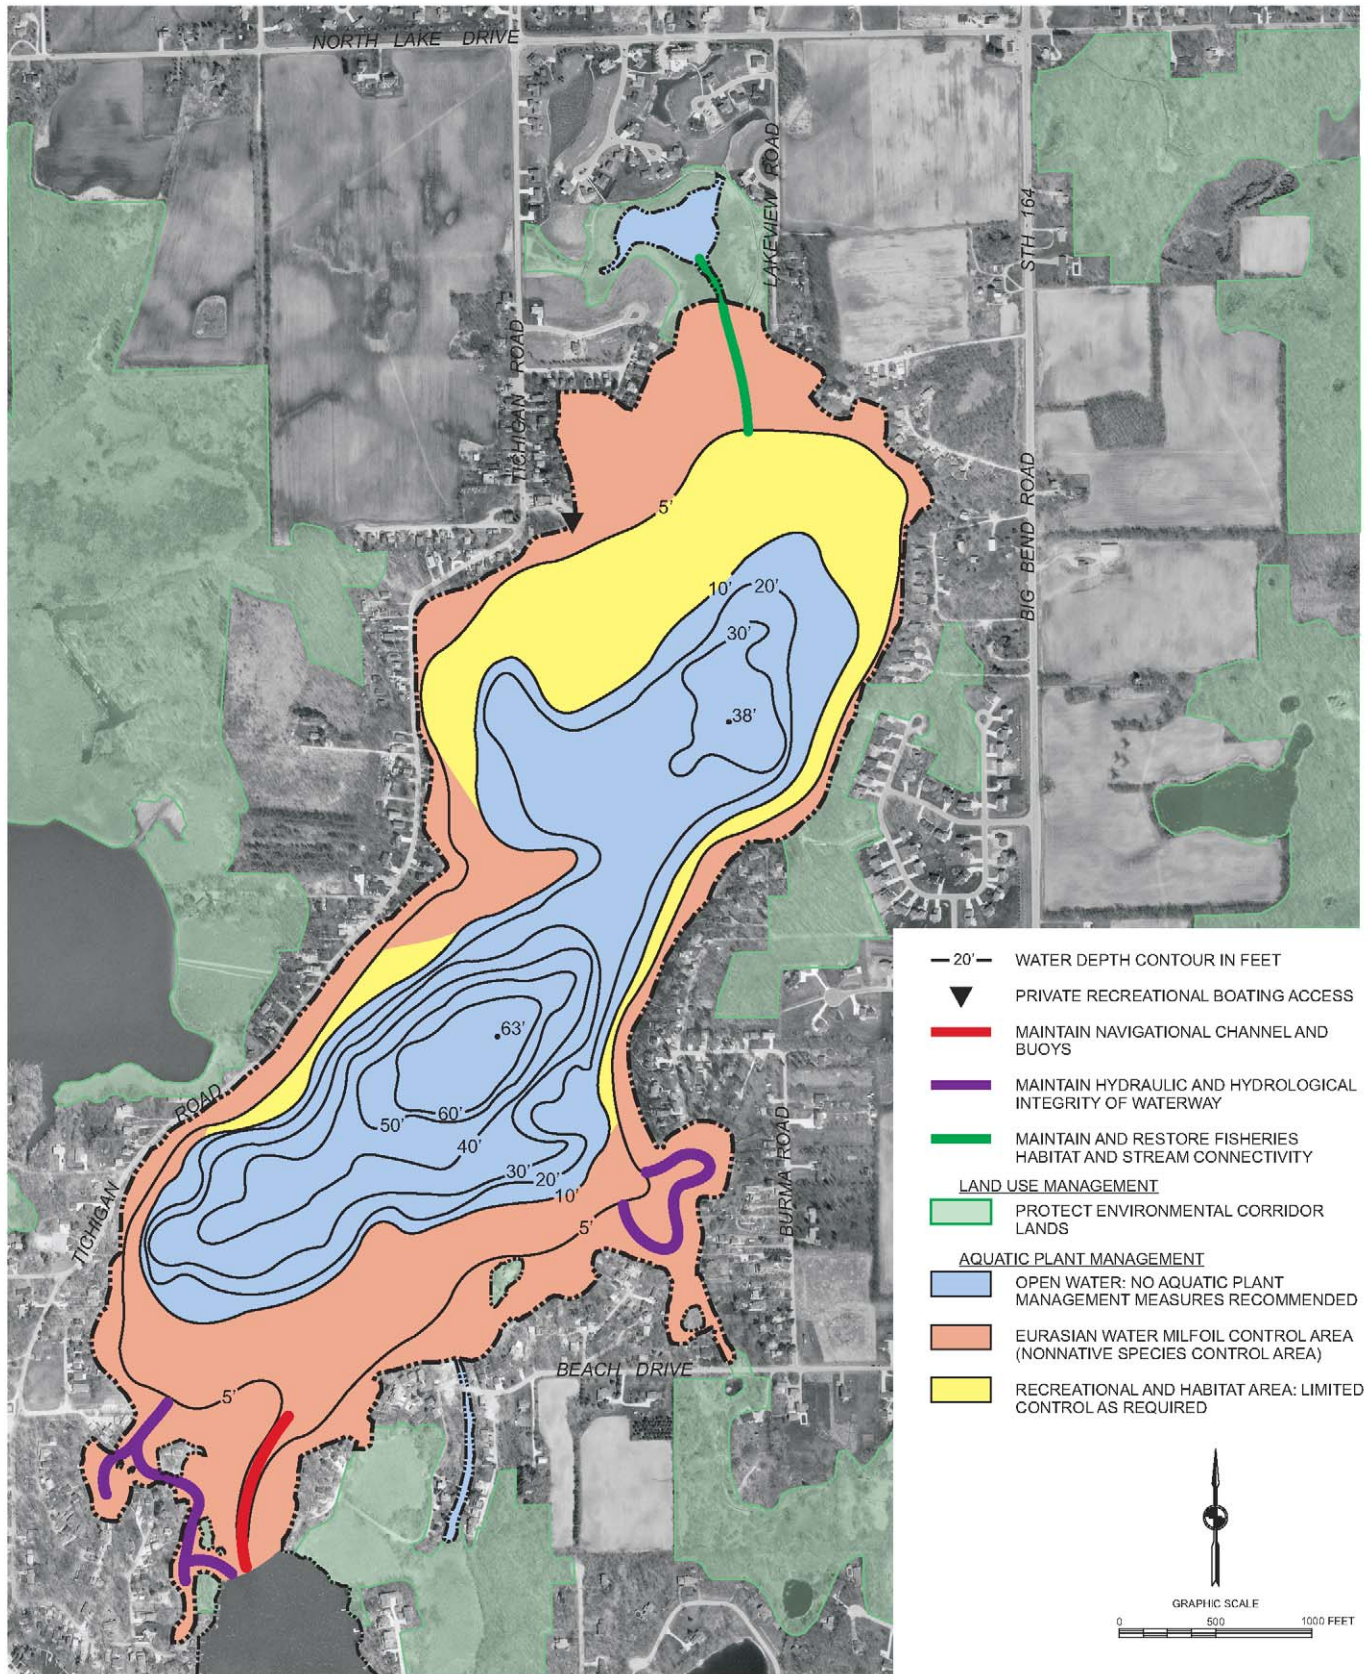 NORTH LAKE DRIVE
LAKEVIEW ROAD
STH 164
TICHIGAN ROAD
5'
BIG BEND ROAD
10'
20'
30'
38'
63'
60'
50'
40'
30'
20'
10'
5'
TICHIGAN ROAD
BURMA ROAD
BEACH DRIVE
5'
20' WATER DEPTH CONTOUR IN FEET
PRIVATE RECREATIONAL BOATING ACCESS
MAINTAIN NAVIGATIONAL CHANNEL AND
BUOYS
MAINTAIN HYDRAULIC AND HYDROLOGICAL
INTEGRITY OF WATERWAY
MAINTAIN AND RESTORE FISHERIES
HABITAT AND STREAM CONNECTIVITY
LAND USE MANAGEMENT
PROTECT ENVIRONMENTAL CORRIDOR
LANDS
AQUATIC PLANT MANAGEMENT
OPEN WATER: NO AQUATIC PLANT
MANAGEMENT MEASURES RECOMMENDED
EURASIAN WATER MILFOIL CONTROL AREA
(NONNATIVE SPECIES CONTROL AREA)
RECREATIONAL AND HABITAT AREA: LIMITED
CONTROL AS REQUIRED
GRAPHIC SCALE
0 500 1000 FEET